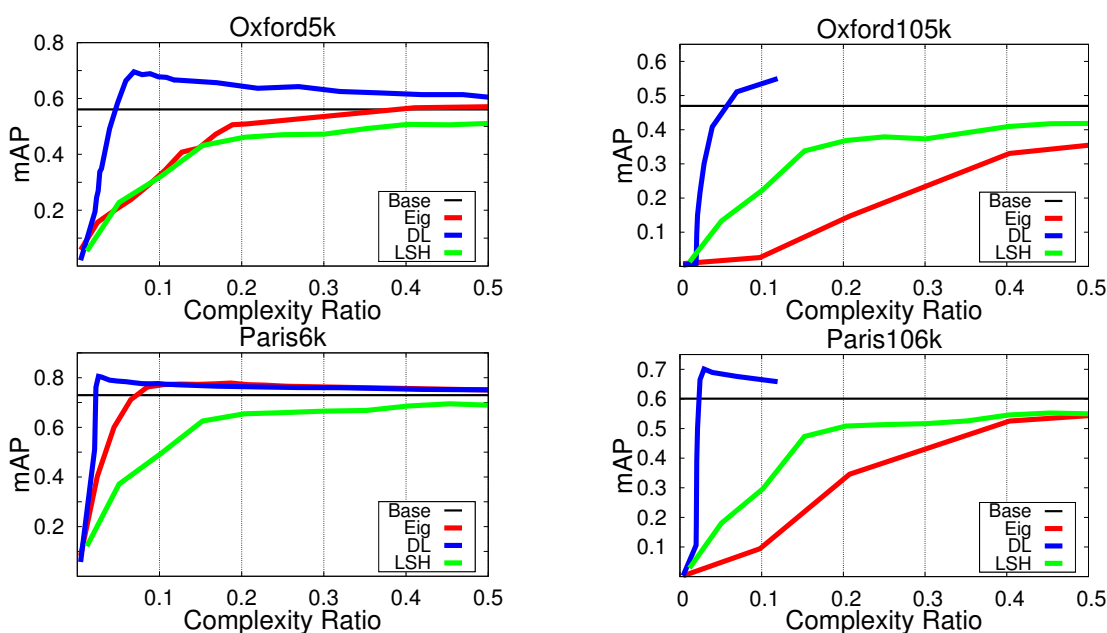 Oxford5k
0.8
0.6
0.4
0.2
mAP
Base
Eig
DL
LSH
0.1 0.2 0.3 0.4 0.5
Complexity Ratio
Oxford105k
0.6
0.5
0.4
0.3
0.2
0.1
mAP
Base
Eig
DL
LSH
0 0.1 0.2 0.3 0.4 0.5
Complexity Ratio
Paris6k
0.8
0.6
0.4
0.2
mAP
Base
Eig
DL
LSH
0.1 0.2 0.3 0.4 0.5
Complexity Ratio
Paris106k
0.7
0.6
0.5
0.4
0.3
0.2
0.1
mAP
Base
Eig
DL
LSH
0 0.1 0.2 0.3 0.4 0.5
Complexity Ratio